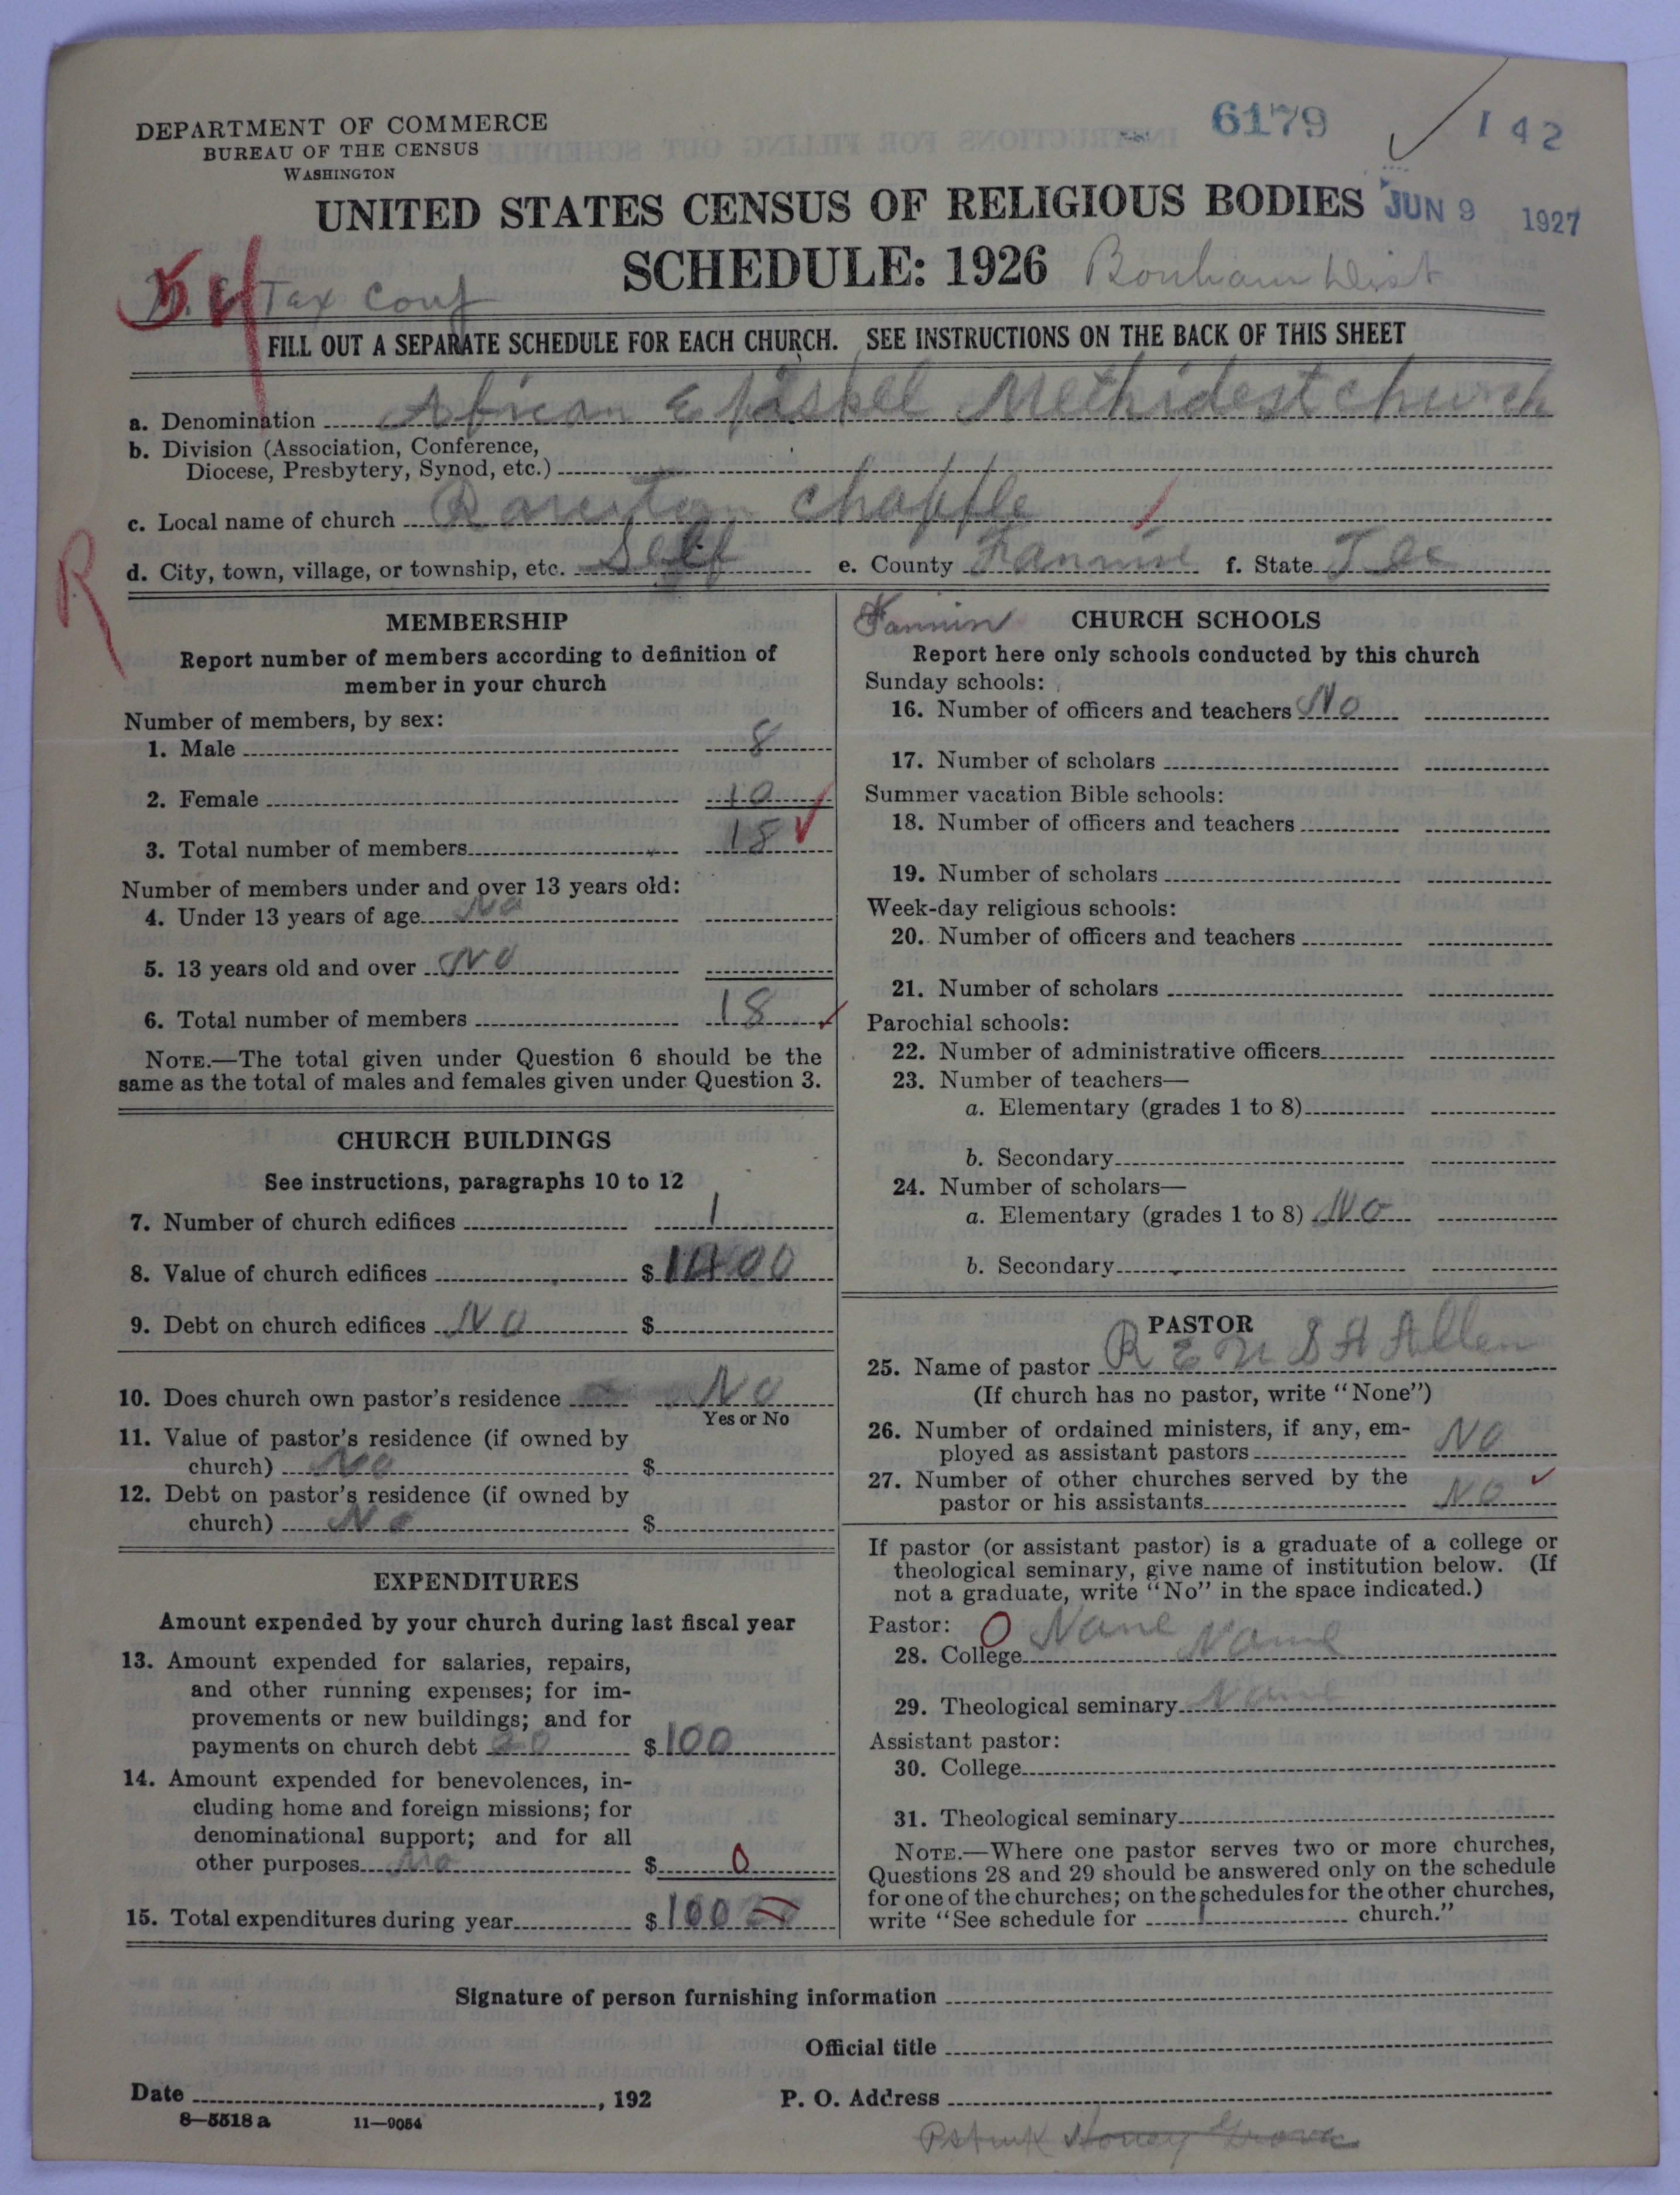 DEPARTMENT OF COMMERCE
BUREAU OF THE CENSUS
WASHINGTON
6179
142
UNITED STATES CENSUS OF RELIGIOUS BODIES
JUN 9 1927
SCHEDULE: 1926
Bonham Dist
54
Tax Conf
FILL OUT A SEPARATE SCHEDULE FOR EACH CHURCH. SEE INSTRUCTIONS ON THE BACK OF THIS SHEET
a. Denomination African Epaskel Methidest church
b. Division (Association, Conference,
Diocese, Presbytery, Synod, etc.)
c. Local name of church chapple
d. City, town, village, or township, etc. Self e. County Fannin f. State Tex
R
MEMBERSHIP
Report number of members according to definition of
member in your church
Number of members, by sex:
1. Male 8
2. Female 10
3. Total number of members 18
Number of members under and over 13 years old:
4. Under 13 years of age No
5. 13 years old and over No
6. Total number of members 18
NOTE.—The total given under Question 6 should be the
same as the total of males and females given under Question 3.
CHURCH BUILDINGS
See instructions, paragraphs 10 to 12
7. Number of church edifices 1
8. Value of church edifices $
9. Debt on church edifices No $
10. Does church own pastor's residence No
Yes or No
11. Value of pastor's residence (if owned by
church) No $
12. Debt on pastor's residence (if owned by
church) No $
EXPENDITURES
Amount expended by your church during last fiscal year
13. Amount expended for salaries, repairs,
and other running expenses; for im-
provements or new buildings; and for
payments on church debt $100
14. Amount expended for benevolences, in-
cluding home and foreign missions; for
denominational support; and for all
other purposes No $ 0
15. Total expenditures during year $100
Fannin
CHURCH SCHOOLS
Report here only schools conducted by this church
Sunday schools:
16. Number of officers and teachers No
17. Number of scholars
Summer vacation Bible schools:
18. Number of officers and teachers
19. Number of scholars
Week-day religious schools:
20. Number of officers and teachers
21. Number of scholars
Parochial schools:
22. Number of administrative officers
23. Number of teachers—
a. Elementary (grades 1 to 8)
b. Secondary
24. Number of scholars—
a. Elementary (grades 1 to 8) No
b. Secondary
PASTOR
25. Name of pastor Allen
(If church has no pastor, write "None")
26. Number of ordained ministers, if any, em-
ployed as assistant pastors No
27. Number of other churches served by the
pastor or his assistants No
If pastor (or assistant pastor) is a graduate of a college or
theological seminary, give name of institution below. (If
not a graduate, write "No" in the space indicated.)
Pastor: 0 Nane
28. College Name
29. Theological seminary Name
Assistant pastor:
30. College
31. Theological seminary
NOTE.—Where one pastor serves two or more churches,
Questions 28 and 29 should be answered only on the schedule
for one of the churches; on the schedules for the other churches,
write "See schedule for church."
Signature of person furnishing information
Official title
Date , 192
P. O. Address
8—5518 a 11—9054
Pstmk Honey Grove